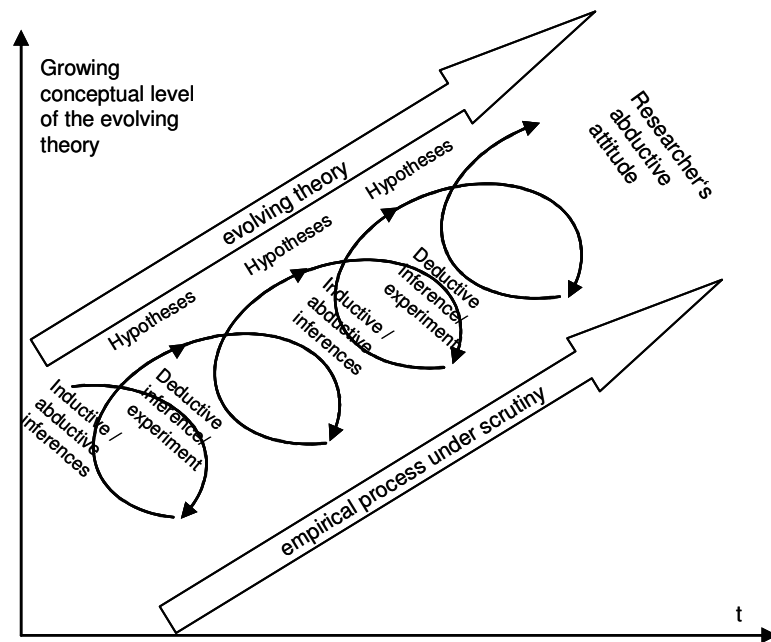 Growing
conceptual level
of the evolving
theory
Researcher's
abductive
attitude
evolving theory
Hypotheses
Hypotheses
Hypotheses
Inductive /
abductive
inferences
Deductive
inference/
experiment
Inductive /
abductive
inferences
Deductive
inference/
experiment
empirical process under scrutiny
t